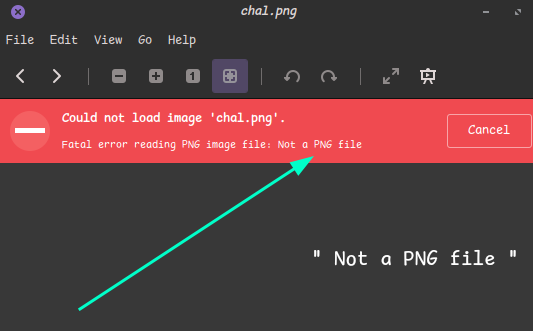 chal.png
File Edit View Go Help
1
Could not load image 'chal.png'.
Cancel
Fatal error reading PNG image file: Not a PNG file
" Not a PNG file "